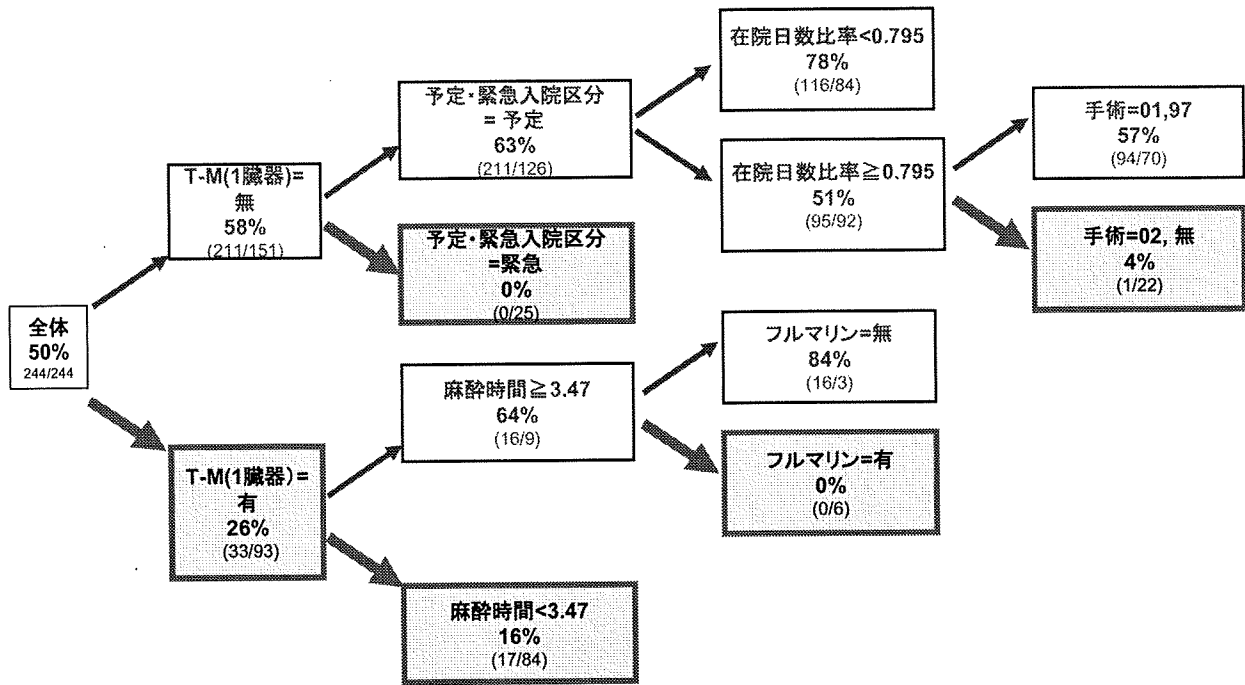 全体
50%
244/244
T-M(1臓器)=
無
58%
(211/151)
T-M(1臓器)=
有
26%
(33/93)
予定・緊急入院区分
= 予定
63%
(211/126)
予定・緊急入院区分
=緊急
0%
(0/25)
麻酔時間≧3.47
64%
(16/9)
麻酔時間<3.47
16%
(17/84)
在院日数比率<0.795
78%
(116/84)
在院日数比率≧0.795
51%
(95/92)
フルマリン=無
84%
(16/3)
フルマリン=有
0%
(0/6)
手術=01,97
57%
(94/70)
手術=02, 無
4%
(1/22)